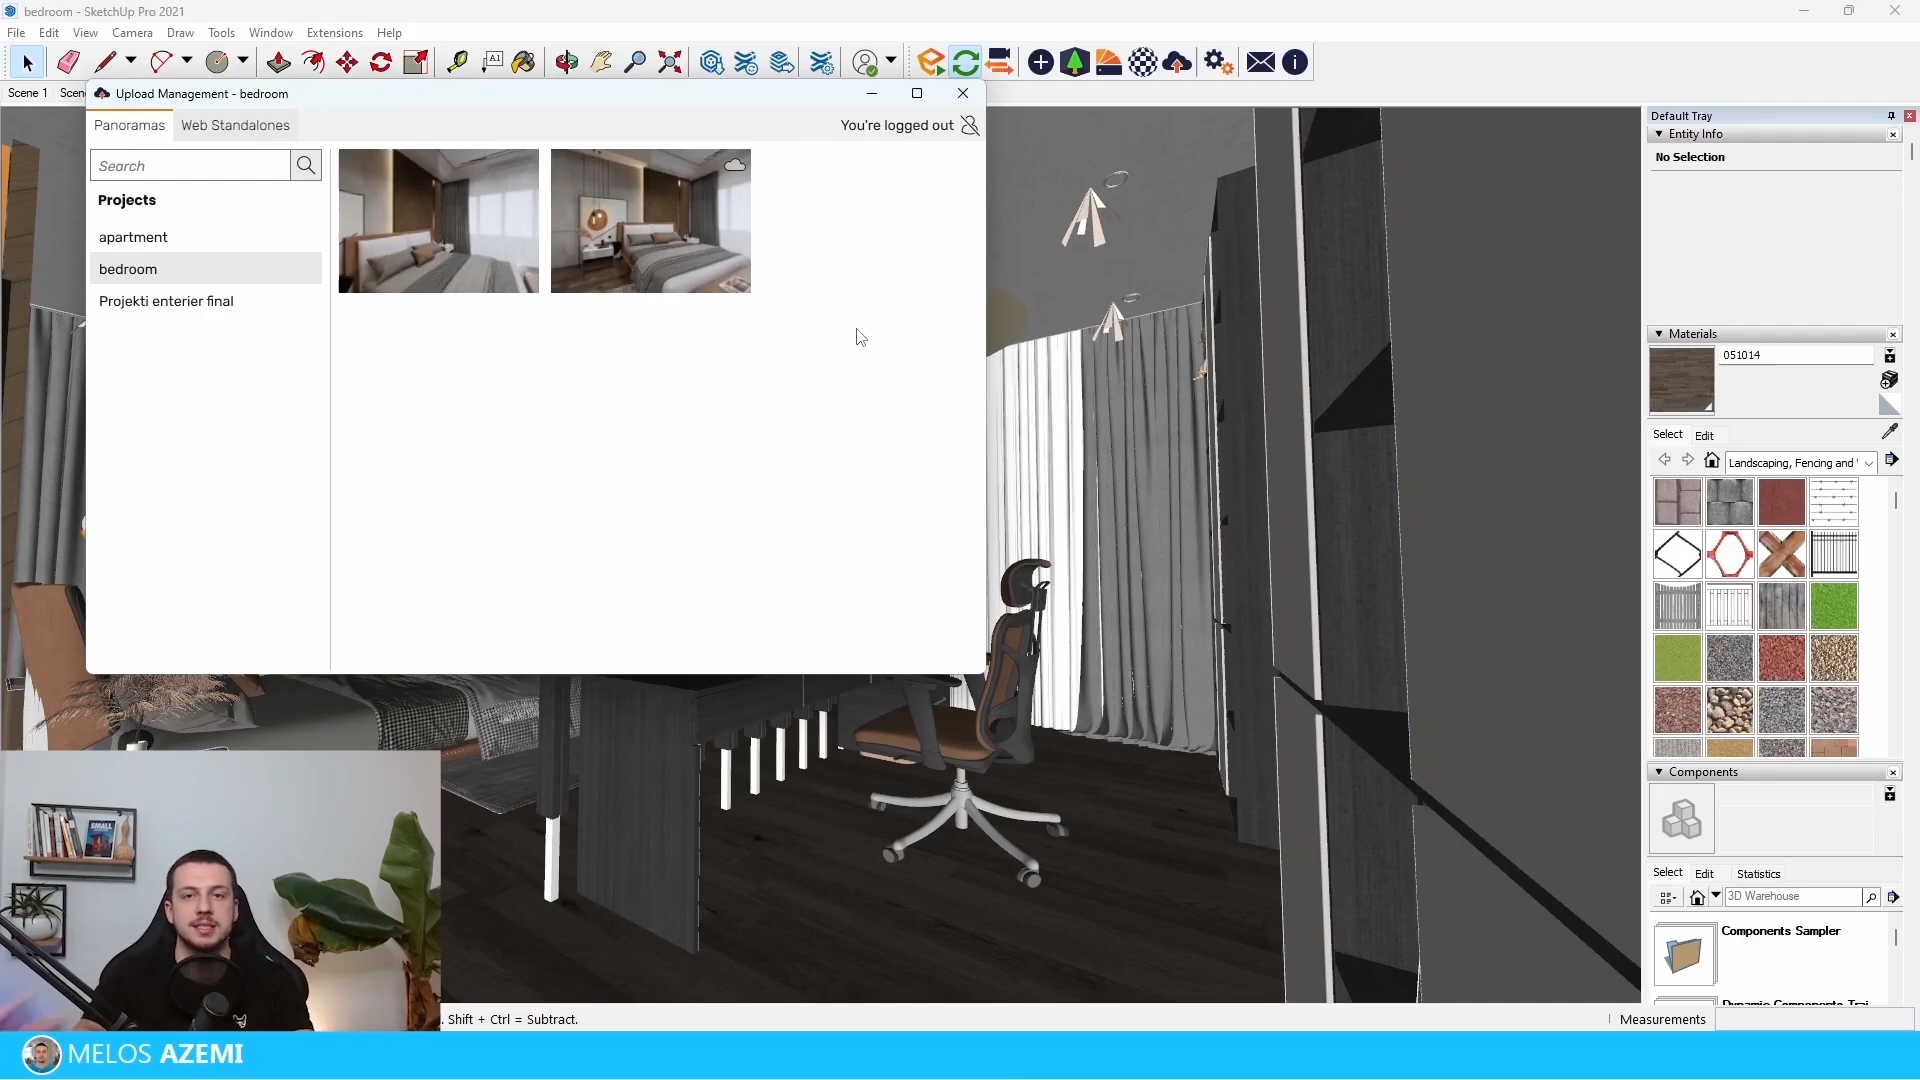 bedroom - SketchUp Pro 2021
File Edit View Camera Draw Tools Window Extensions Help
A1
Scene 1
Upload Management - bedroom
Panoramas Web Standalones
You're logged out
Search
Projects
apartment
bedroom
Projekti enterier final
Default Tray
Entity Info
No Selection
Materials
051014
Select Edit
Landscaping, Fencing and
Components
Select Edit Statistics
3D Warehouse
Components Sampler
SMALL
. Shift + Ctrl = Subtract.
Measurements
MELOS AZEMI